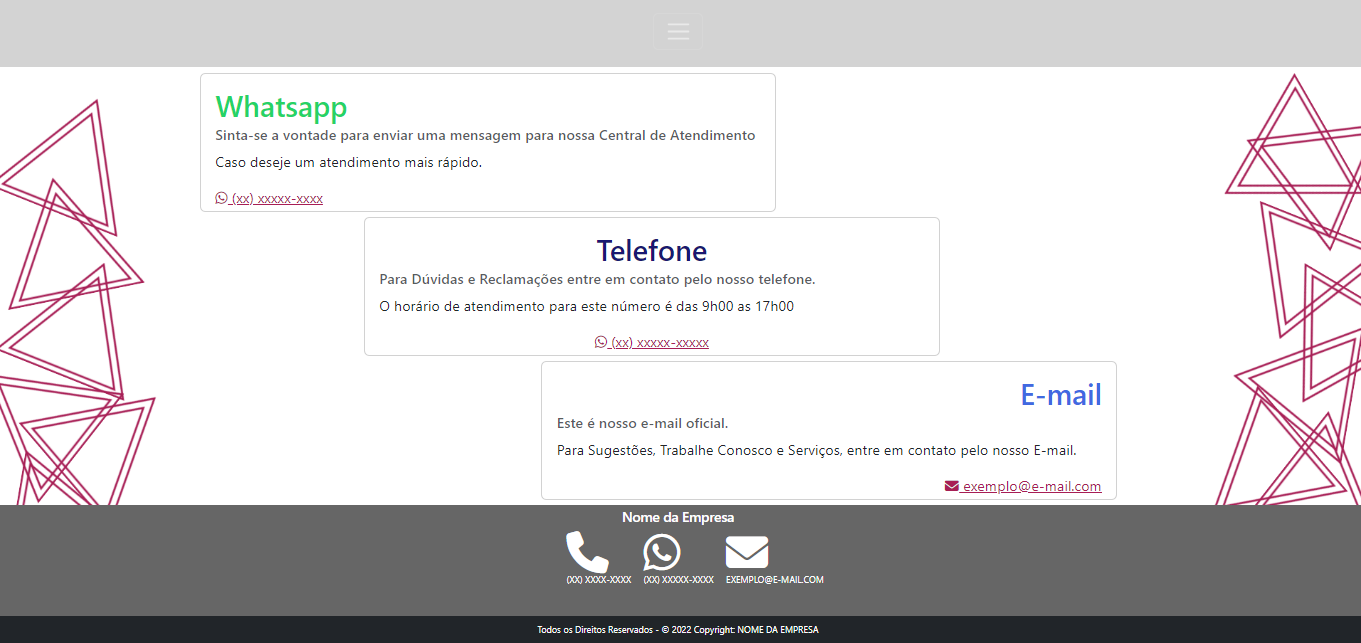 Whatsapp
Sinta-se a vontade para enviar uma mensagem para nossa Central de Atendimento
Caso deseje um atendimento mais rápido.
(xx) xxxxx-xxxx
Telefone
Para Dúvidas e Reclamações entre em contato pelo nosso telefone.
O horário de atendimento para este número é das 9h00 as 17h00
(xx) xxxxx-xxxxx
E-mail
Este é nosso e-mail oficial.
Para Sugestões, Trabalhe Conosco e Serviços, entre em contato pelo nosso E-mail.
exemplo@e-mail.com
Nome da Empresa
(XX) XXXX-XXXX (XX) XXXXX-XXXX EXEMPLO@E-MAIL.COM
Todos os Direitos Reservados - © 2022 Copyright: NOME DA EMPRESA